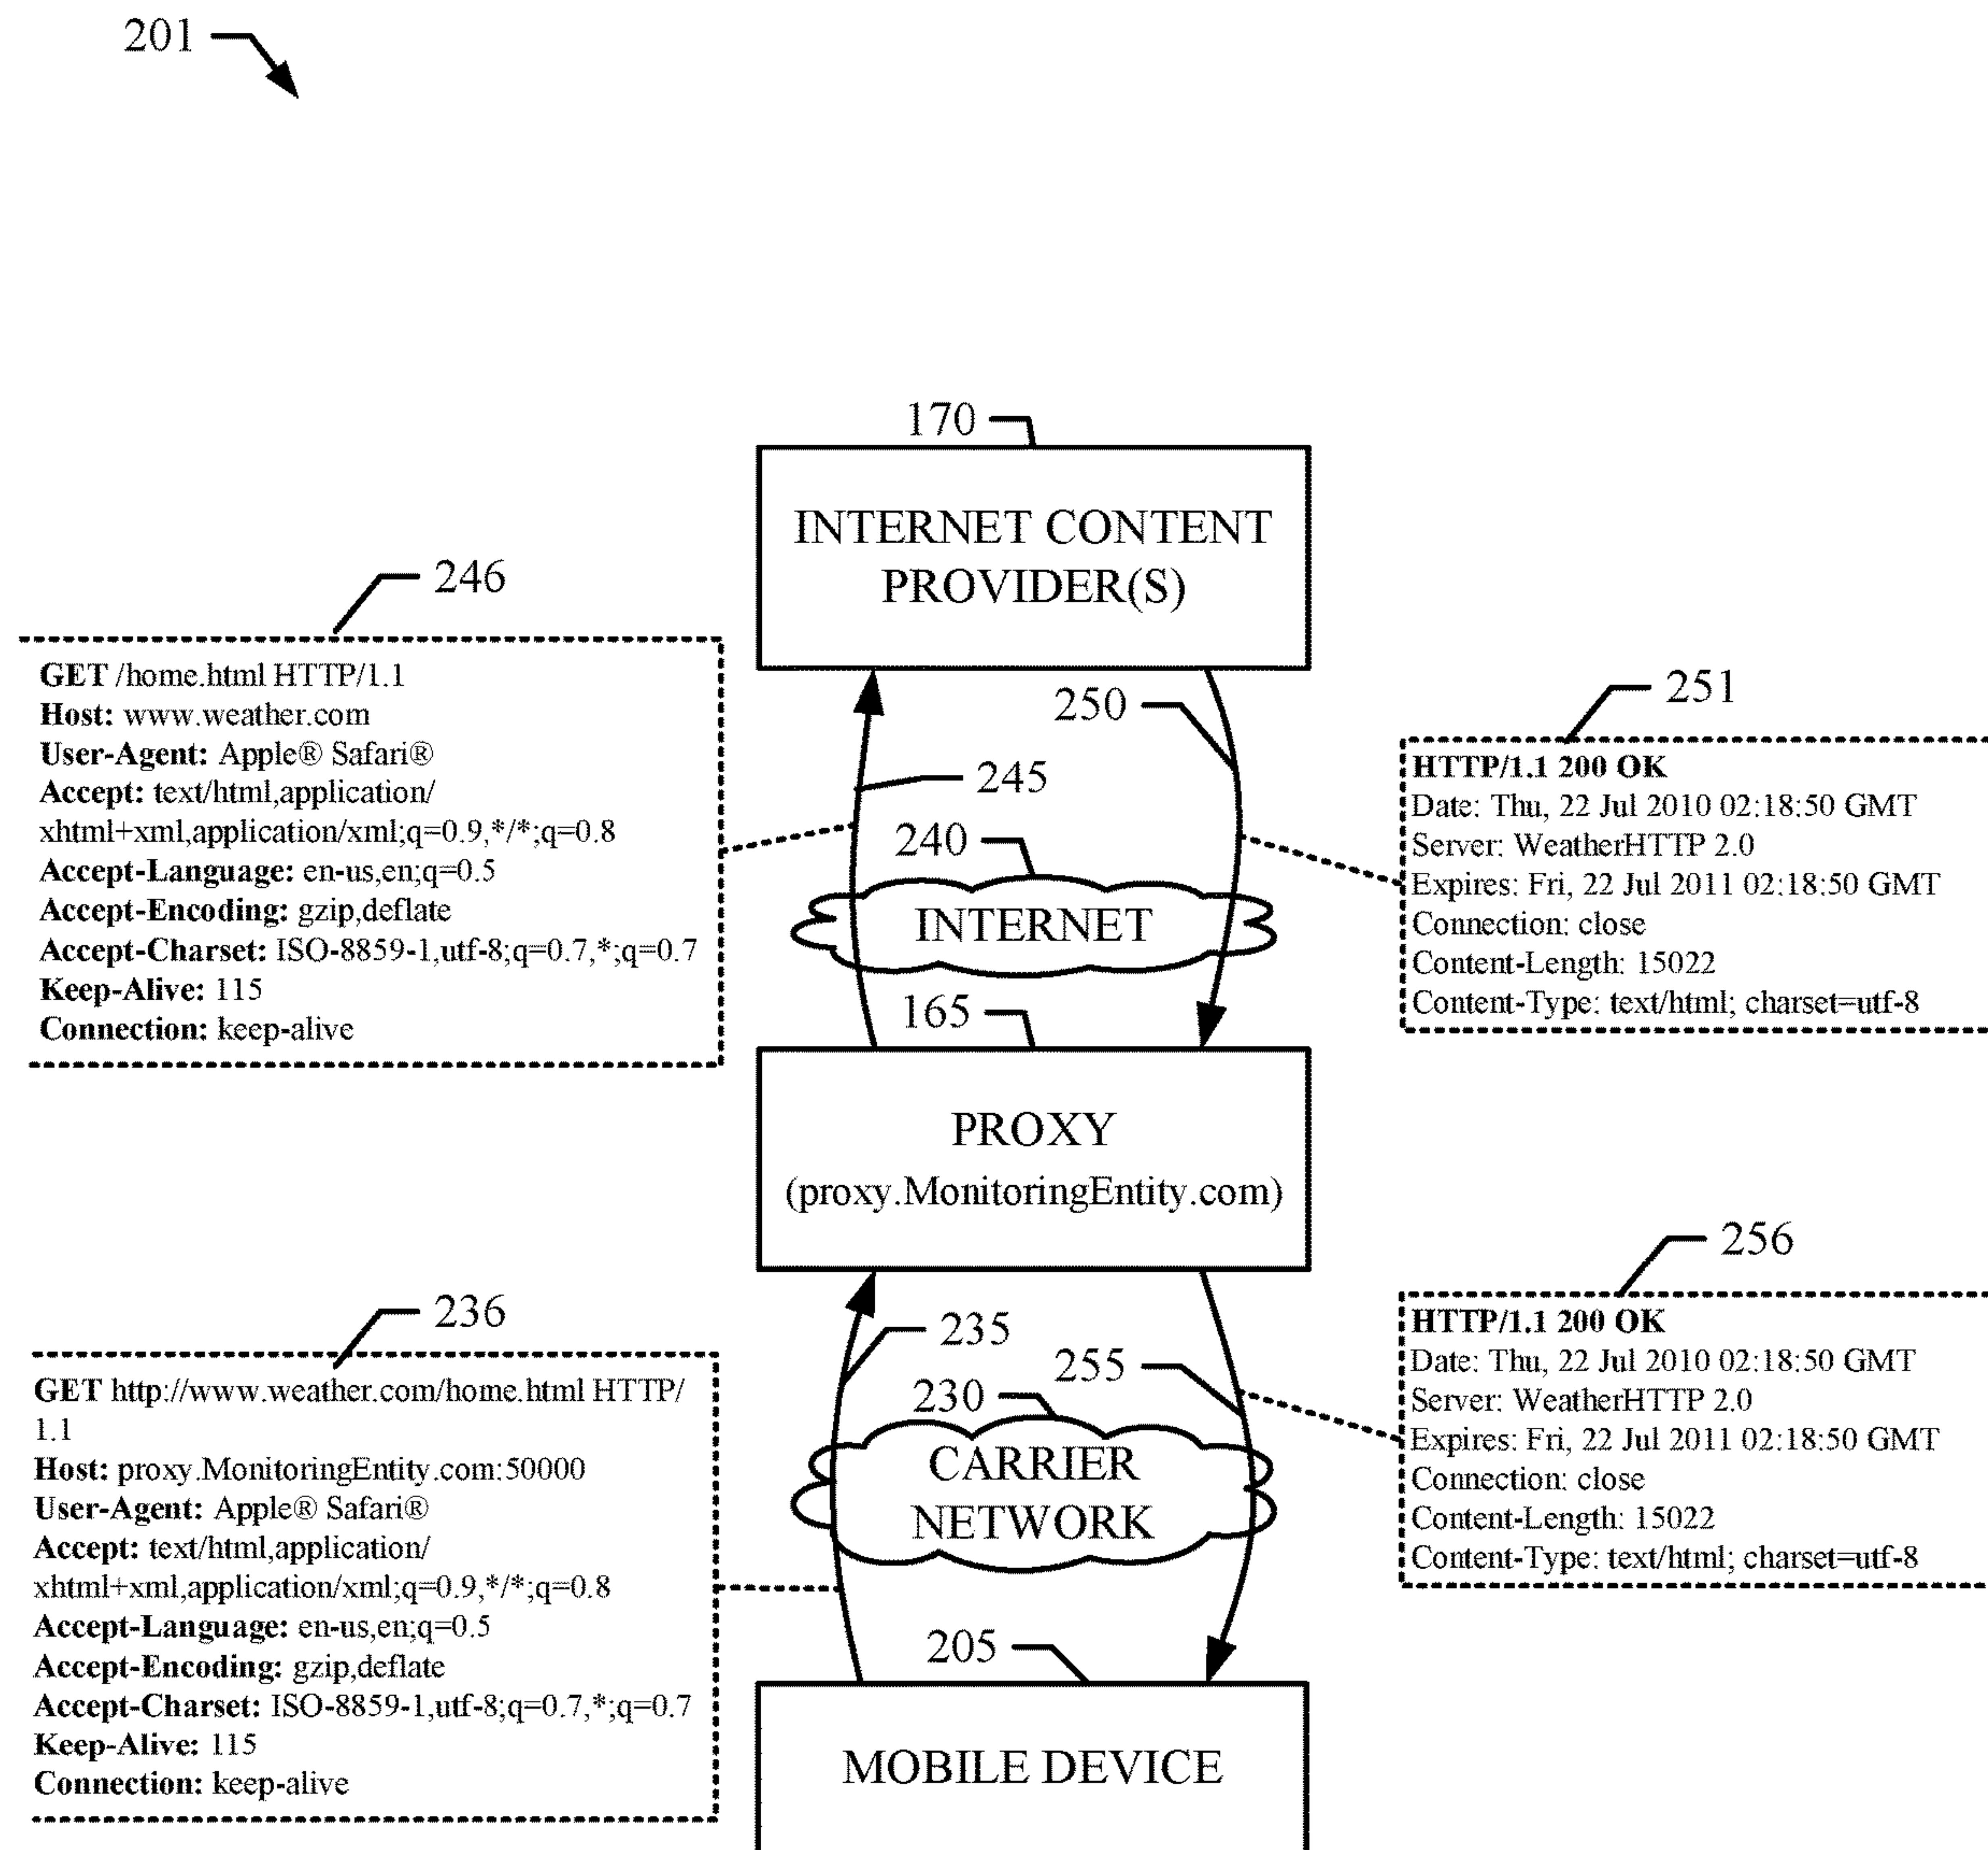 201
170
INTERNET CONTENT
PROVIDER(S)
246
GET /home.html HTTP/1.1
Host: www.weather.com
User-Agent: Apple® Safari®
Accept: text/html,application/
xhtml+xml,application/xml;q=0.9,*/*;q=0.8
Accept-Language: en-us,en;q=0.5
Accept-Encoding: gzip,deflate
Accept-Charset: ISO-8859-1,utf-8;q=0.7,*;q=0.7
Keep-Alive: 115
Connection: keep-alive
250
245
240
INTERNET
251
HTTP/1.1 200 OK
Date: Thu, 22 Jul 2010 02:18:50 GMT
Server: WeatherHTTP 2.0
Expires: Fri, 22 Jul 2011 02:18:50 GMT
Connection: close
Content-Length: 15022
Content-Type: text/html; charset=utf-8
165
PROXY
(proxy.MonitoringEntity.com)
236
GET http://www.weather.com/home.html HTTP/
1.1
Host: proxy.MonitoringEntity.com:50000
User-Agent: Apple® Safari®
Accept: text/html,application/
xhtml+xml,application/xml;q=0.9,*/*;q=0.8
Accept-Language: en-us,en;q=0.5
Accept-Encoding: gzip,deflate
Accept-Charset: ISO-8859-1,utf-8;q=0.7,*;q=0.7
Keep-Alive: 115
Connection: keep-alive
235
255
230
CARRIER
NETWORK
256
HTTP/1.1 200 OK
Date: Thu, 22 Jul 2010 02:18:50 GMT
Server: WeatherHTTP 2.0
Expires: Fri, 22 Jul 2011 02:18:50 GMT
Connection: close
Content-Length: 15022
Content-Type: text/html; charset=utf-8
205
MOBILE DEVICE